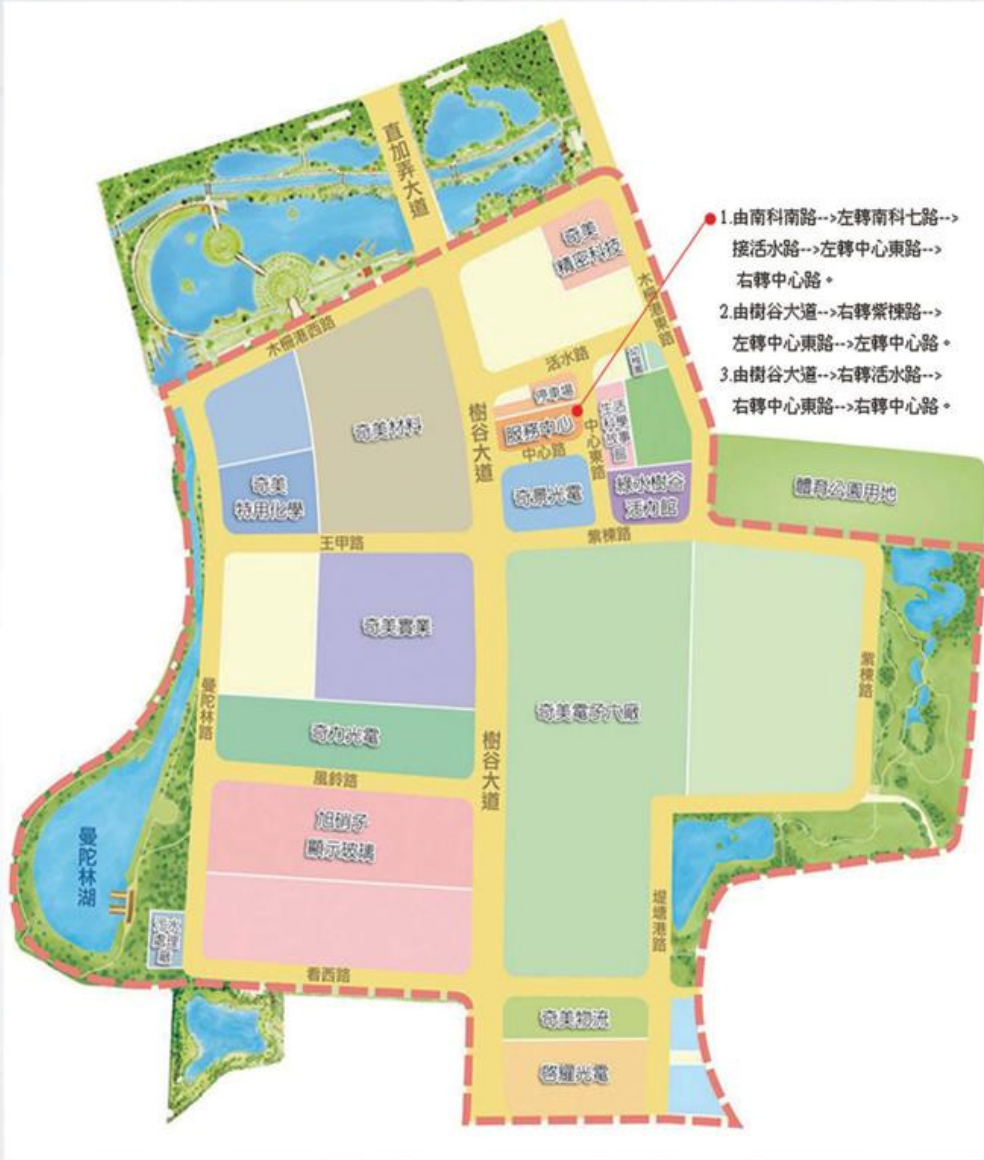 直加弄大道
1.由南科南路-->左轉南科七路-->
接活水路-->左轉中心東路-->
右轉中心路。
2.由樹谷大道-->右轉紫楝路-->
左轉中心東路-->左轉中心路。
3.由樹谷大道-->右轉活水路-->
右轉中心東路-->右轉中心路。
奇美
精密科技
木柵港東路
木柵港西路
活水路
幼稚園
停車場
服務中心
中心路
中心東路
生活
科學
故事館
奇美材料
樹谷大道
奇美
特用化學
奇景光電
綠水樹谷
活力館
體育公園用地
王甲路
紫楝路
奇美實業
曼陀林路
奇力光電
奇美電子六廠
紫楝路
風鈴路
樹谷大道
旭硝子
顯示玻璃
曼陀林湖
污水
處理
廠
堤塘港路
看西路
奇美物流
啓耀光電